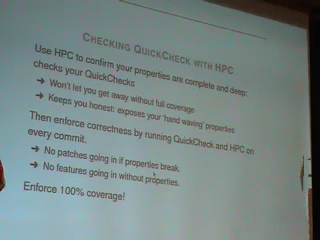 CHECKING QUICKCHECK WITH HPC
Use HPC to confirm your properties are complete and deep:
checks your QuickChecks
➜ Won't let you get away without full coverage
➜ Keeps you honest: exposes your 'hand waving' properties
Then enforce correctness by running QuickCheck and HPC on
every commit.
➜ No patches going in if properties break.
➜ No features going in without properties.
Enforce 100% coverage!